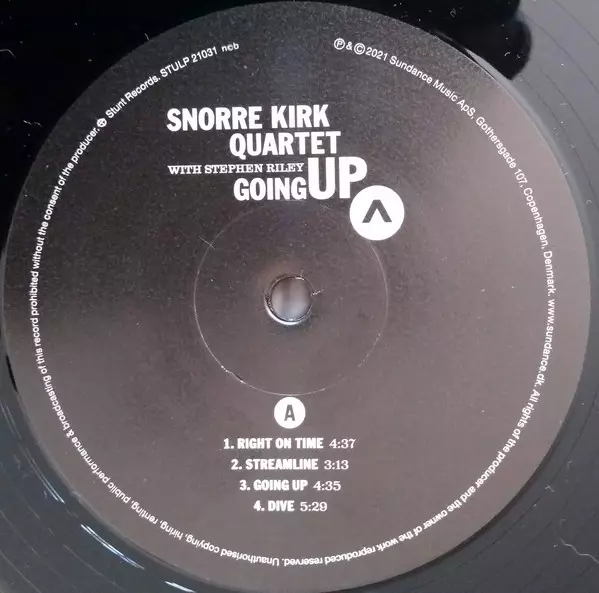 SNORRE KIRK
QUARTET
WITH STEPHEN RILEY
GOING UP
A
1. RIGHT ON TIME 4:37
2. STREAMLINE 3:13
3. GOING UP 4:35
4. DIVE 5:29
℗ & © 2021 Sundance Music ApS, Gothersgade 107, Copenhagen, Denmark. www.sundance.dk. All rights of the producer and the owner of the work reproduced reserved. Unauthorised copying, hiring, renting, public performance & broadcasting of this record prohibited without the consent of the producer. ℗ Stunt Records. STULP 21031 ncb